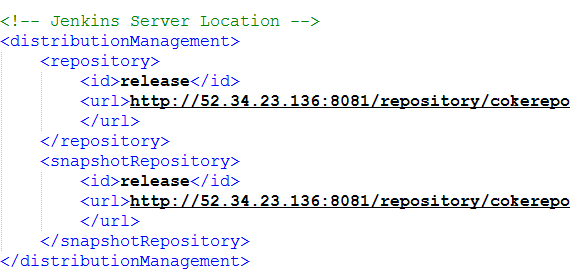 <!-- Jenkins Server Location -->
<distributionManagement>
<repository>
<id>release</id>
<url>http://52.34.23.136:8081/repository/cokerepo
</url>
</repository>
<snapshotRepository>
<id>release</id>
<url>http://52.34.23.136:8081/repository/cokerepo
</url>
</snapshotRepository>
</distributionManagement>